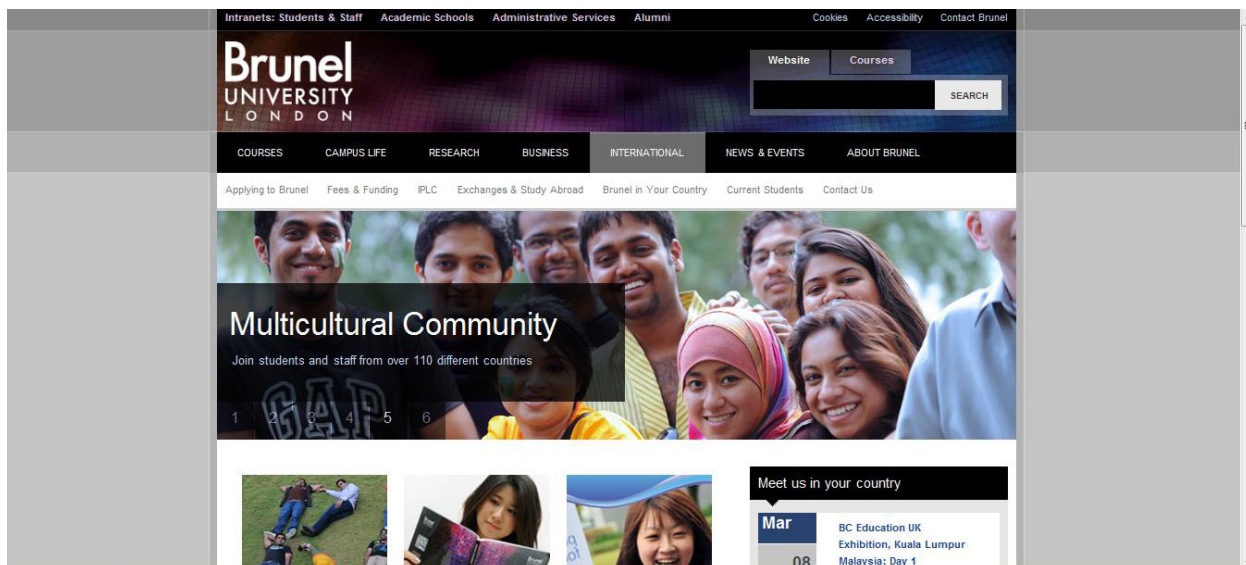 Intranets: Students & Staff Academic Schools Administrative Services Alumni Cookies Accessibility Contact Brunel
Brunel
UNIVERSITY
LONDON
Website Courses
SEARCH
COURSES CAMPUS LIFE RESEARCH BUSINESS INTERNATIONAL NEWS & EVENTS ABOUT BRUNEL
Applying to Brunel Fees & Funding IPLC Exchanges & Study Abroad Brunel in Your Country Current Students Contact Us
Multicultural Community
Join students and staff from over 110 different countries
GAP
1 2 3 4 5 6
Meet us in your country
Mar
08
BC Education UK
Exhibition, Kuala Lumpur
Malaysia: Day 1